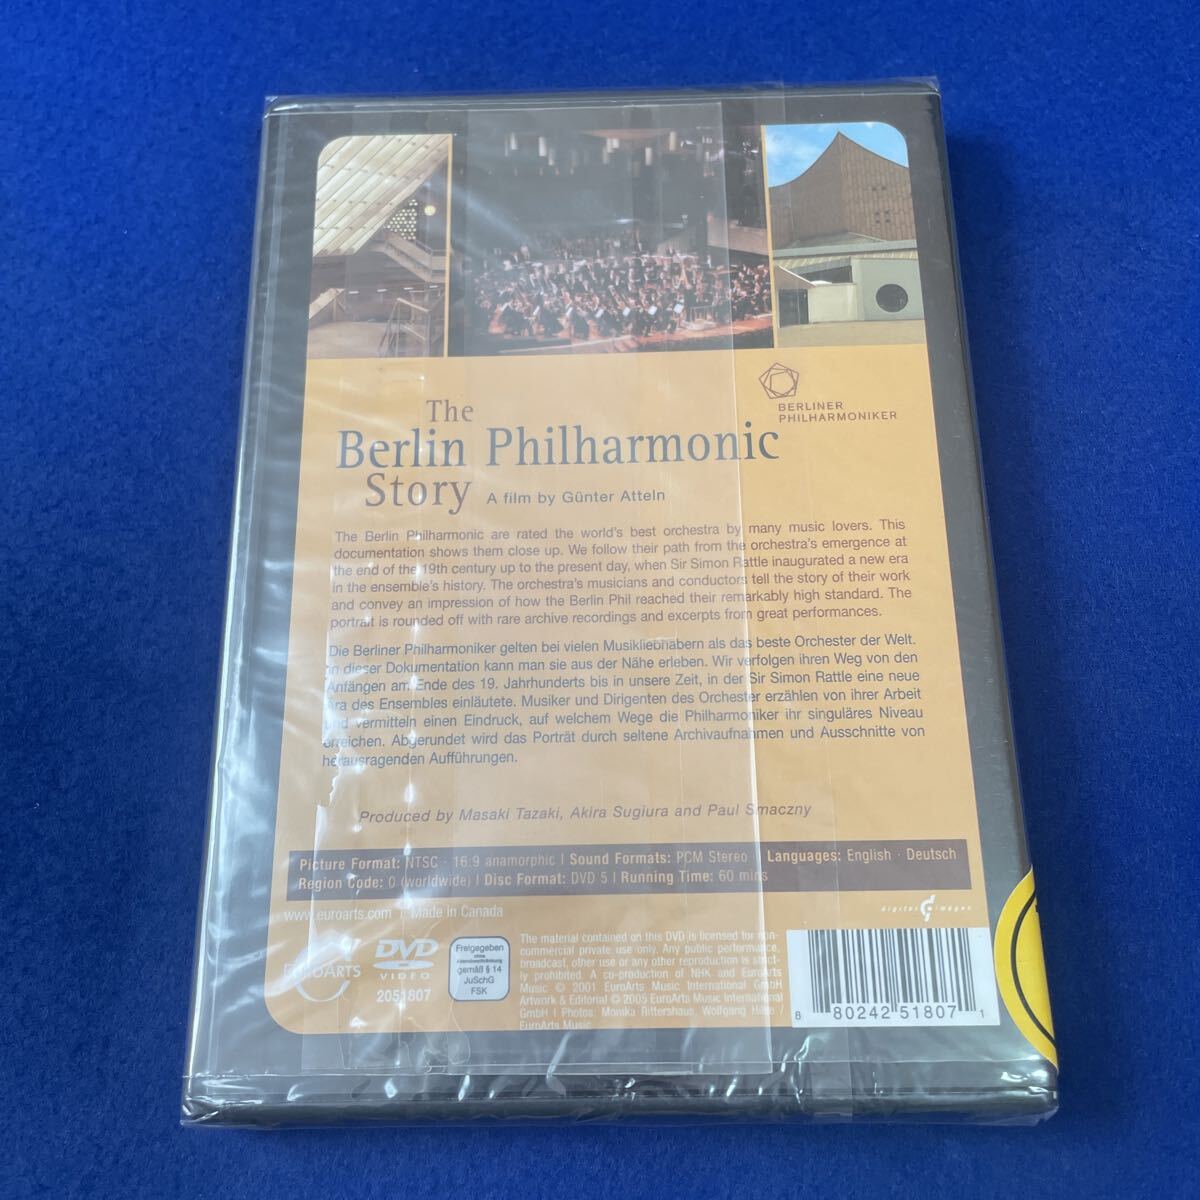 BERLINER
PHILHARMONIKER
The
Berlin Philharmonic
Story A film by Günter Atteln
The Berlin Philharmonic are rated the world's best orchestra by many music lovers. This
documentation shows them close up. We follow their path from the orchestra's emergence at
the end of the 19th century up to the present day, when Sir Simon Rattle inaugurated a new era
in the ensemble's history. The orchestra's musicians and conductors tell the story of their work
and convey an impression of how the Berlin Phil reached their remarkably high standard. The
portrait is rounded off with rare archive recordings and excerpts from great performances.
Die Berliner Philharmoniker gelten bei vielen Musikliebhabern als das beste Orchester der Welt.
In dieser Dokumentation kann man sie aus der Nähe erleben. Wir verfolgen ihren Weg von den
Anfängen am Ende des 19. Jahrhunderts bis in unsere Zeit, in der Sir Simon Rattle eine neue
Ära des Ensembles einläutete. Musiker und Dirigenten des Orchester erzählen von ihrer Arbeit
und vermitteln einen Eindruck, auf welchem Wege die Philharmoniker ihr singuläres Niveau
erreichen. Abgerundet wird das Porträt durch seltene Archivaufnahmen und Ausschnitte von
herausragenden Aufführungen.
Produced by Masaki Tazaki, Akira Sugiura and Paul Smaczny
Picture Format: NTSC · 16:9 anamorphic | Sound Formats: PCM Stereo | Languages: English · Deutsch
Region Code: 0 (worldwide) | Disc Format: DVD 5 | Running Time: 60 mins
www.euroarts.com | Made in Canada
digital images
EUROARTS
DVD
VIDEO
2051807
Freigegeben
ohne
Altersbeschränkung
gemäß § 14
JuSchG
FSK
The material contained on this DVD is licensed for non-
commercial private use only. Any public performance,
broadcast, other use or any other reproduction is strict-
ly prohibited. A co-production of NHK and EuroArts
Music © 2001 EuroArts Music International GmbH
Artwork & Editorial © 2005 EuroArts Music International
GmbH | Photos: Monika Rittershaus, Wolfgang Hilse /
EuroArts Music
8 80242 51807 1